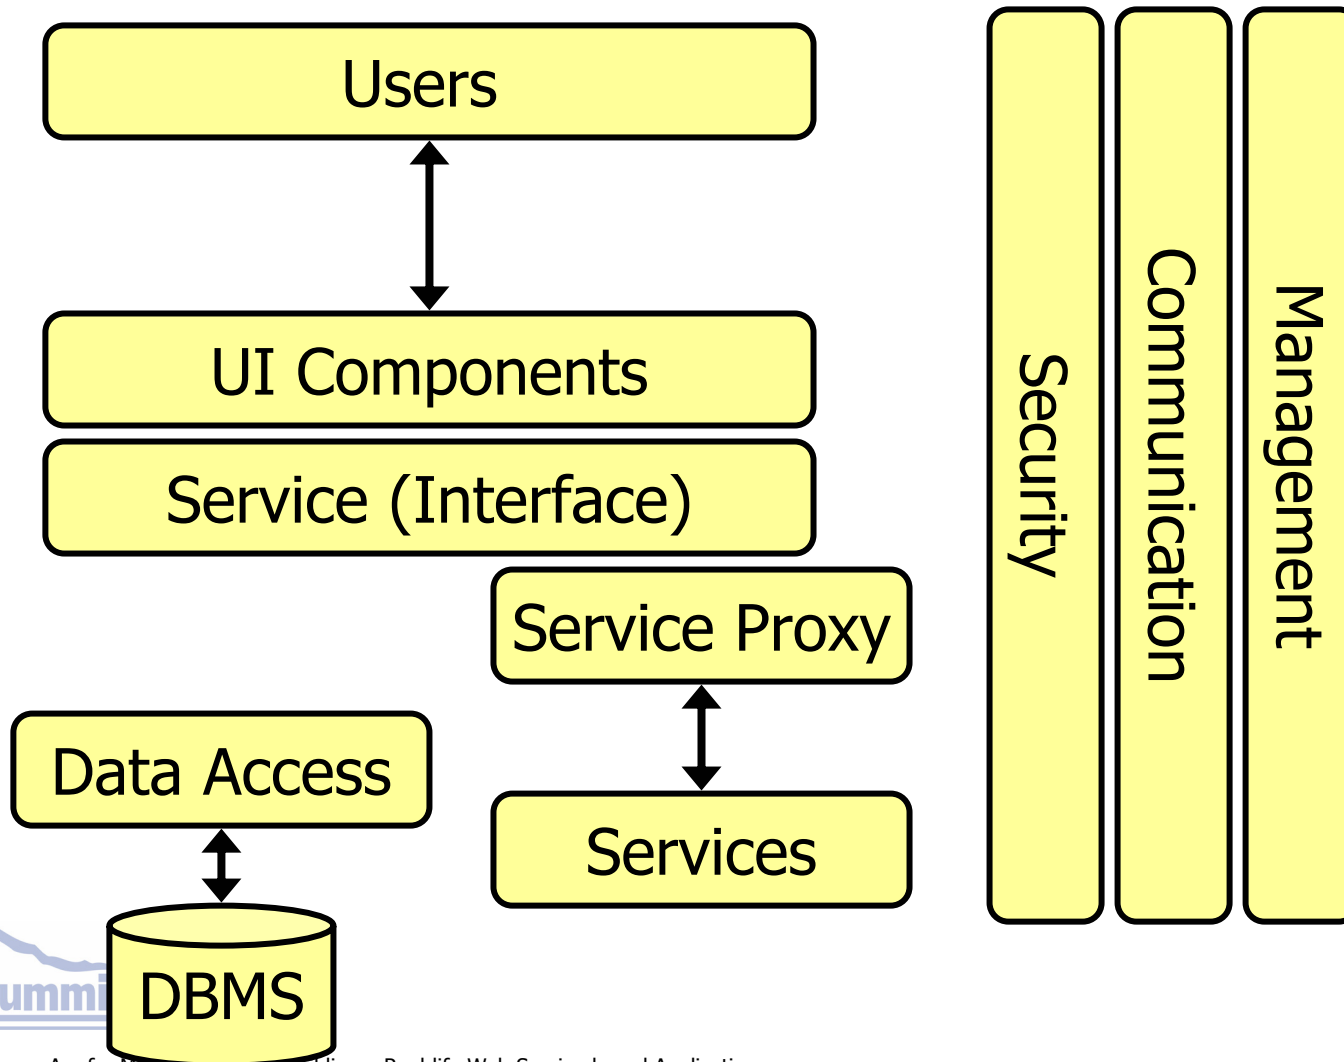 Users
UI Components
Service (Interface)
Service Proxy
Data Access
Services
DBMS
Security
Communication
Management